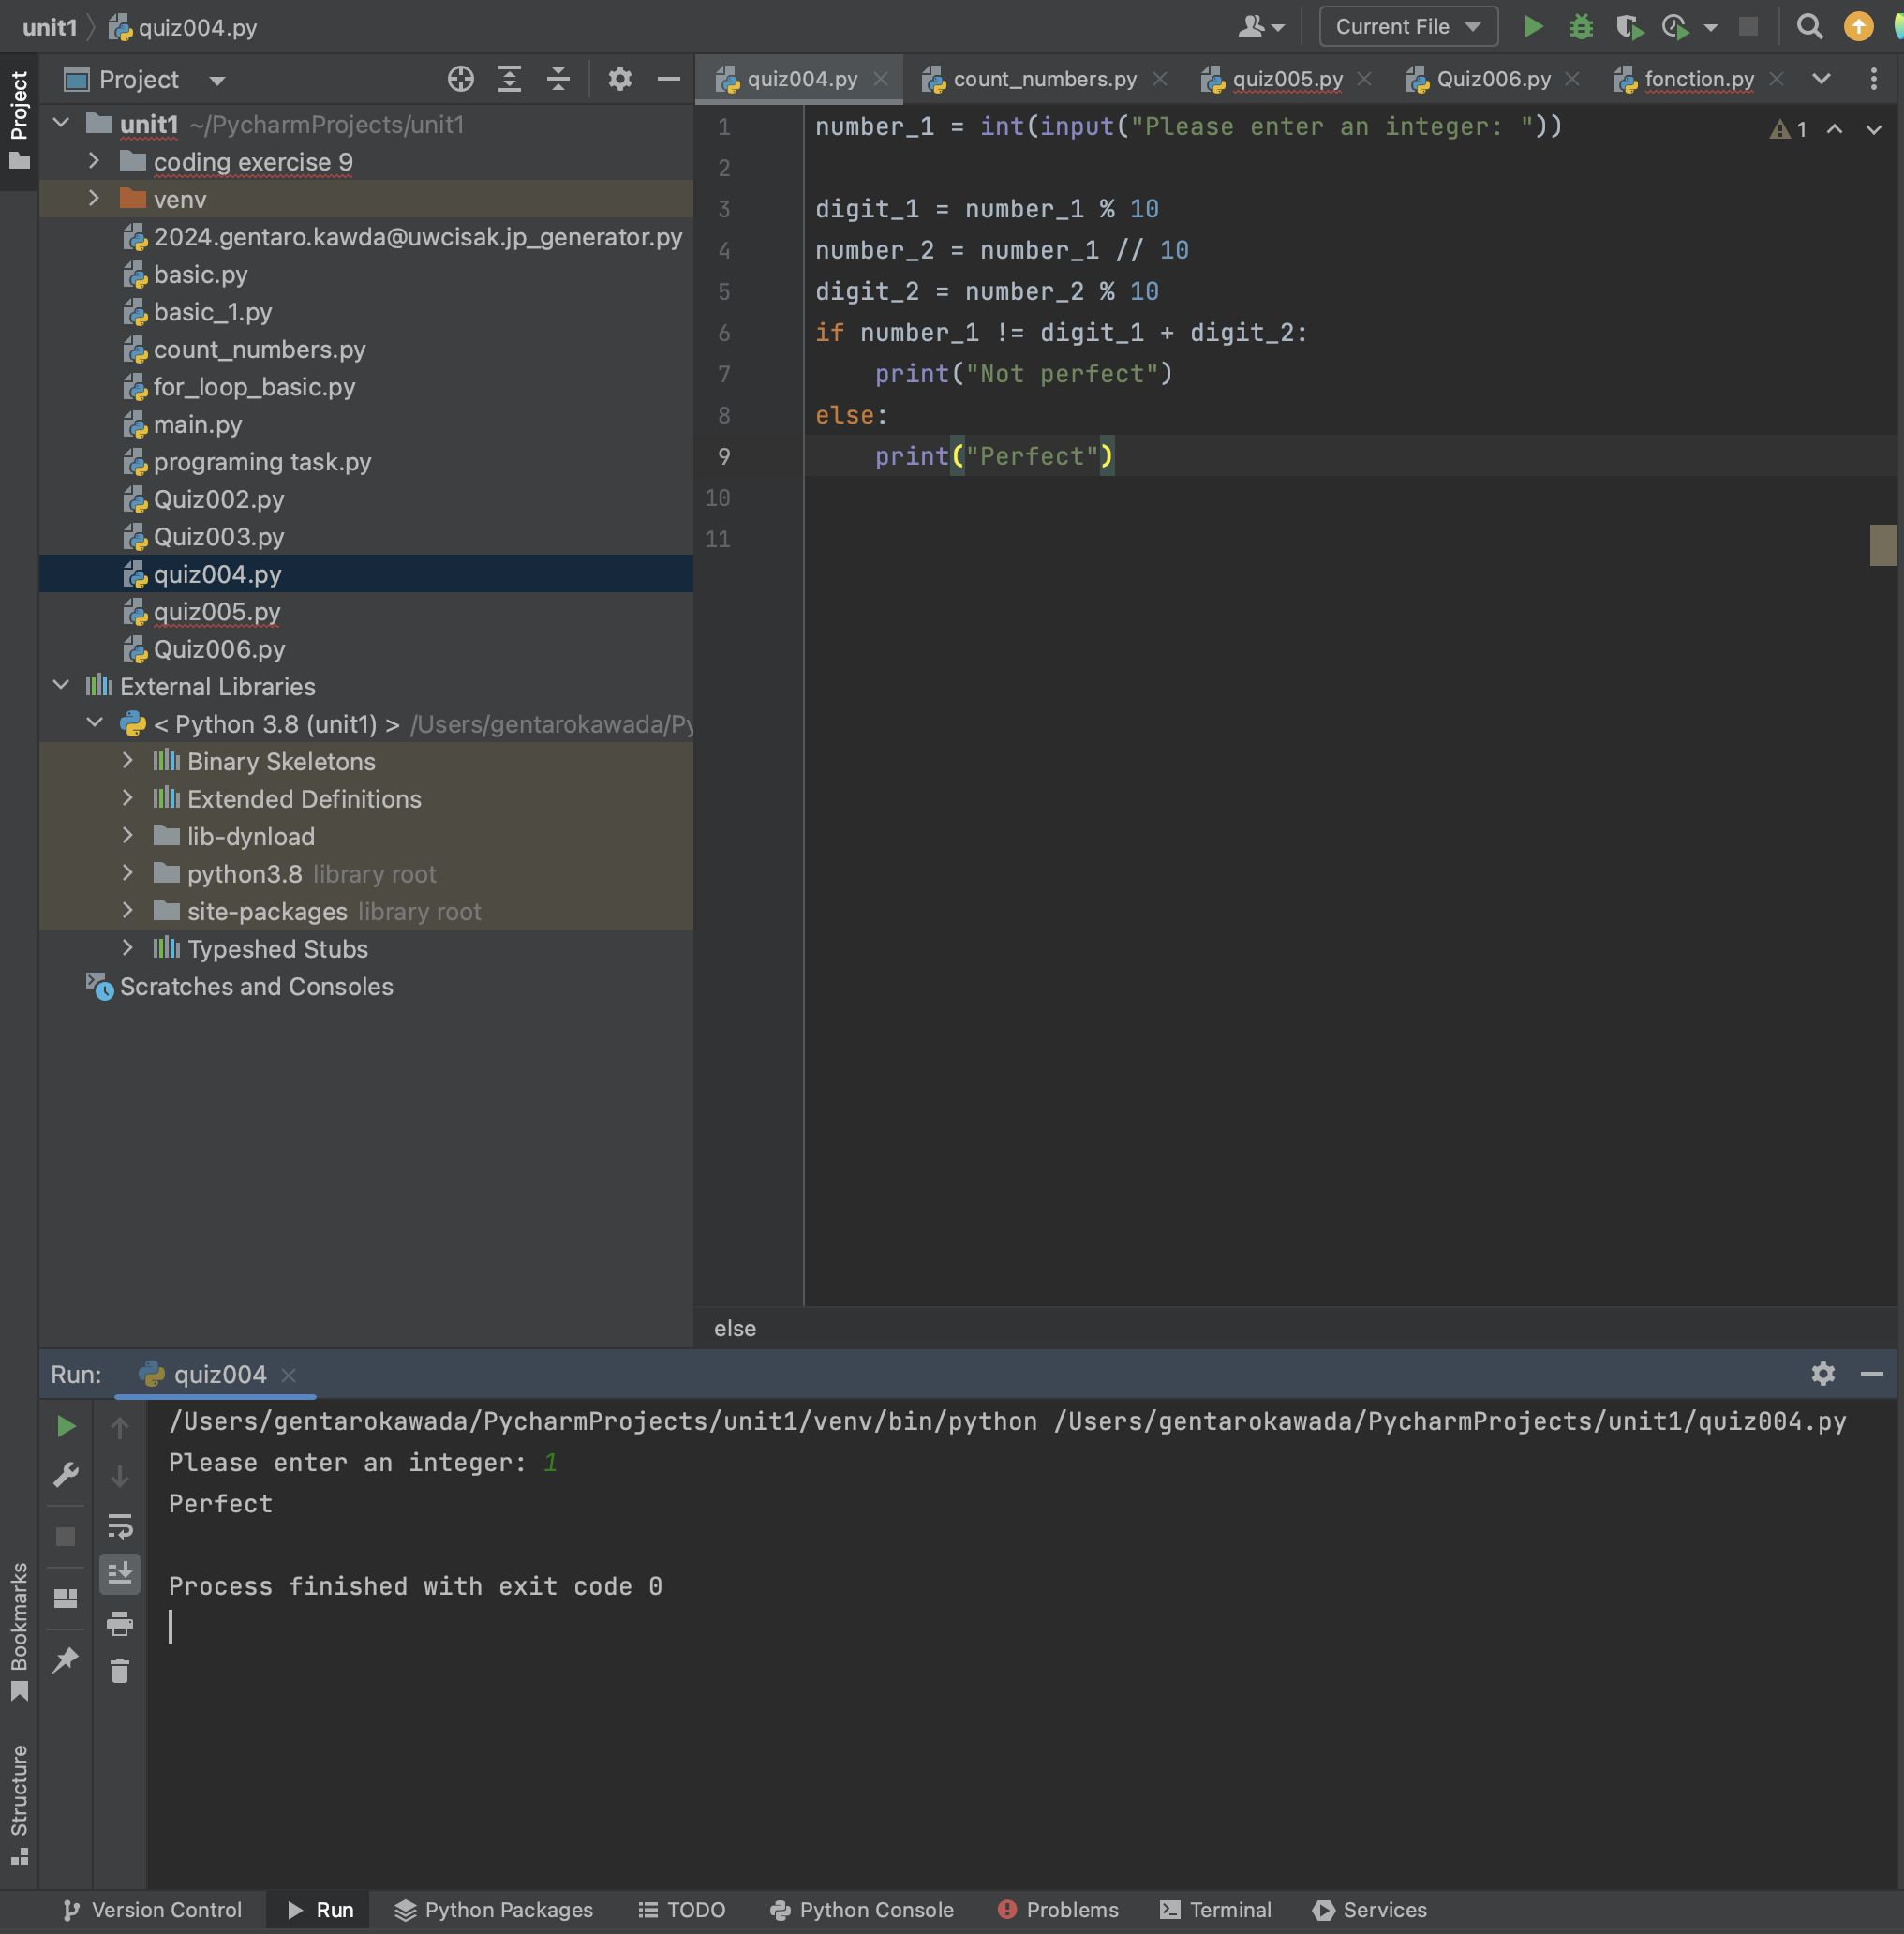 unit1 quiz004.py
Current File
Project
Project
quiz004.py count_numbers.py quiz005.py Quiz006.py fonction.py
unit1 ~/PycharmProjects/unit1
coding exercise 9
venv
2024.gentaro.kawda@uwcisak.jp_generator.py
basic.py
basic_1.py
count_numbers.py
for_loop_basic.py
main.py
programing task.py
Quiz002.py
Quiz003.py
quiz004.py
quiz005.py
Quiz006.py
External Libraries
< Python 3.8 (unit1) > /Users/gentarokawada/Py
Binary Skeletons
Extended Definitions
lib-dynload
python3.8 library root
site-packages library root
Typeshed Stubs
Scratches and Consoles
1 number_1 = int(input("Please enter an integer: "))
1
2
3 digit_1 = number_1 % 10
4 number_2 = number_1 // 10
5 digit_2 = number_2 % 10
6 if number_1 != digit_1 + digit_2:
7     print("Not perfect")
8 else:
9     print("Perfect")
10
11
else
Run: quiz004
/Users/gentarokawada/PycharmProjects/unit1/venv/bin/python /Users/gentarokawada/PycharmProjects/unit1/quiz004.py
Please enter an integer: 1
Perfect
Process finished with exit code 0
Bookmarks
Structure
Version Control Run Python Packages TODO Python Console Problems Terminal Services